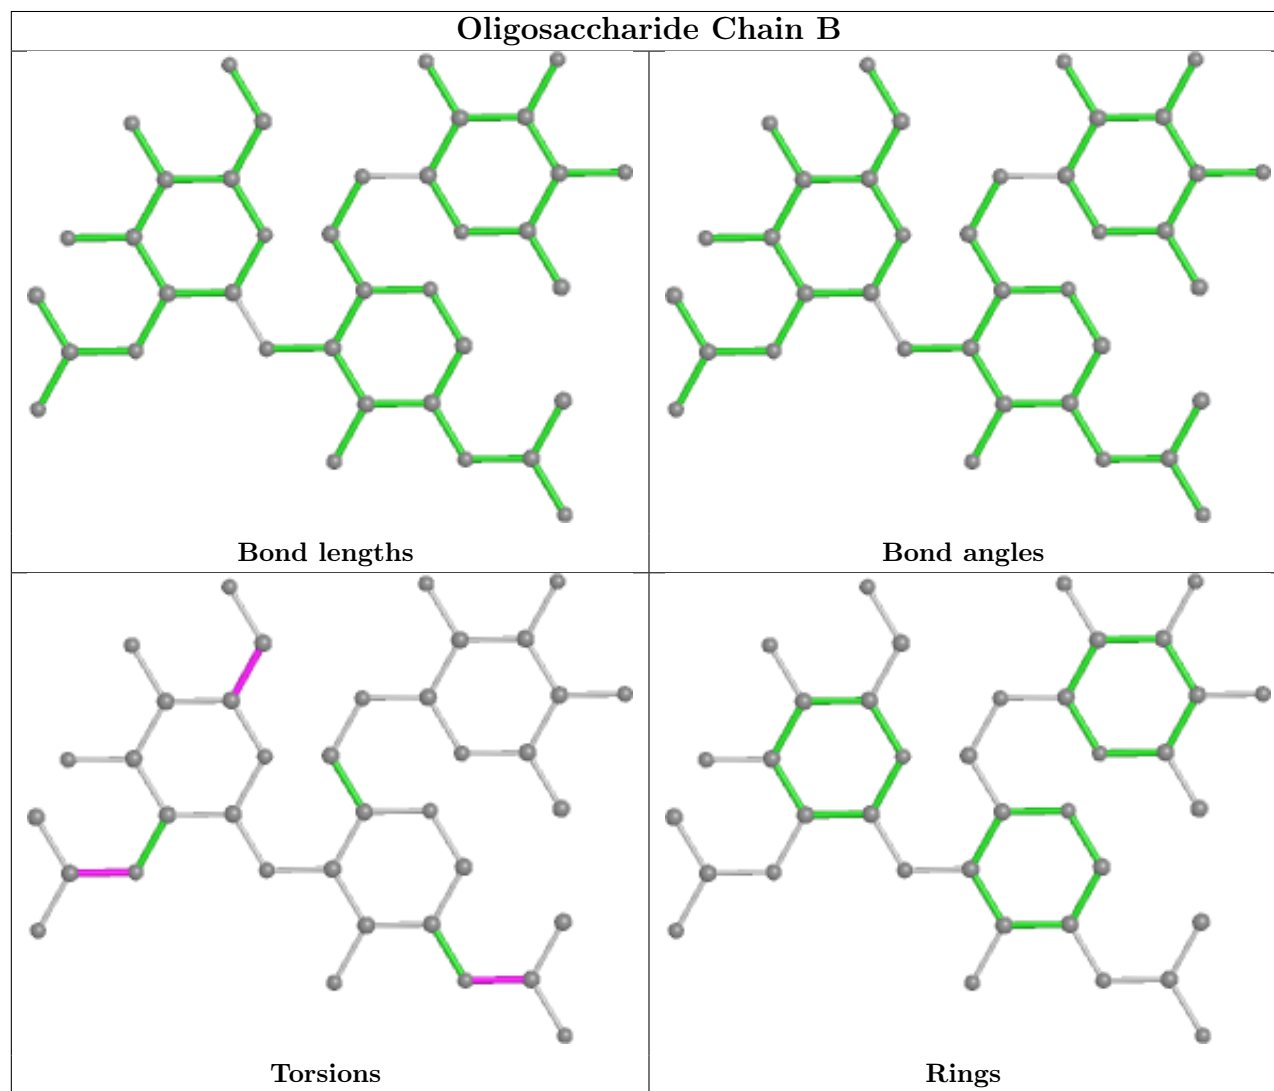 Oligosaccharide Chain B
Bond lengths
Bond angles
Torsions
Rings